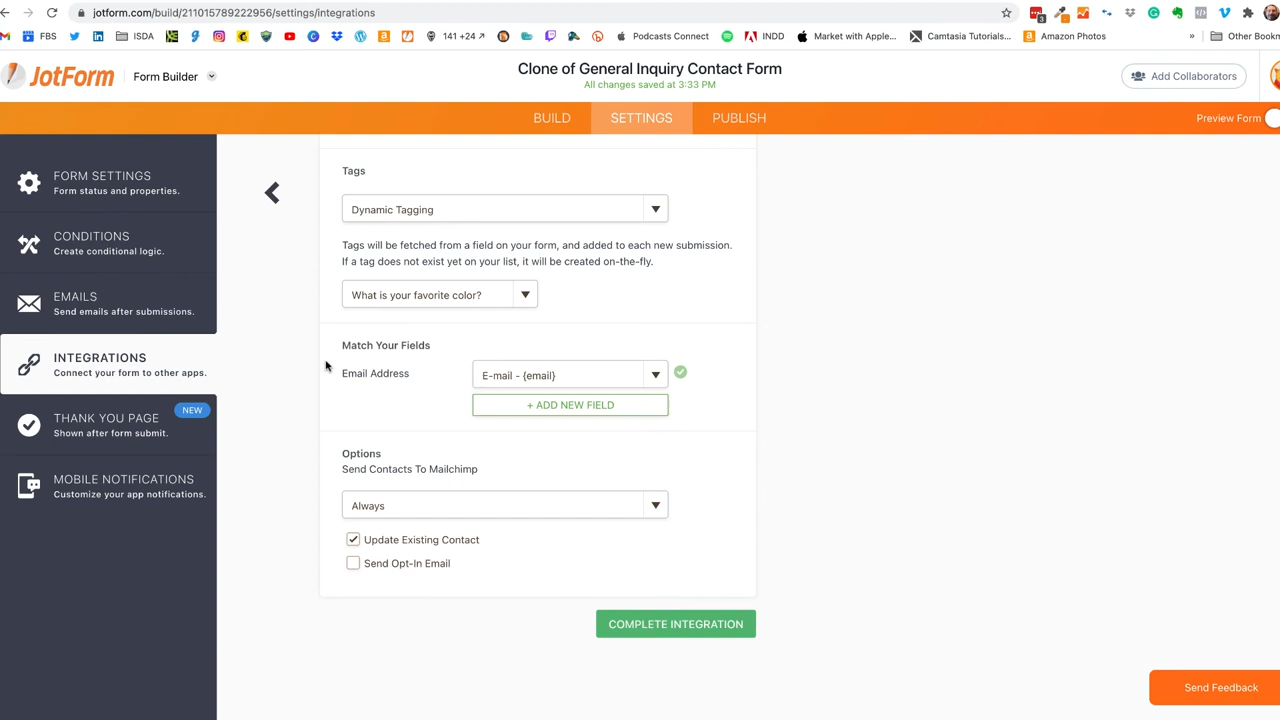 jotform.com/build/211015789222956/settings/integrations
3
FBS
ISDA
141 +24
Podcasts Connect
INDD
Market with Apple...
Camtasia Tutorials...
Amazon Photos
»
Other Bookm
JotForm
Form Builder
Clone of General Inquiry Contact Form
All changes saved at 3:33 PM
Add Collaborators
BUILD
SETTINGS
PUBLISH
Preview Form
FORM SETTINGS
Form status and properties.
CONDITIONS
Create conditional logic.
EMAILS
Send emails after submissions.
INTEGRATIONS
Connect your form to other apps.
THANK YOU PAGE
NEW
Shown after form submit.
MOBILE NOTIFICATIONS
Customize your app notifications.
Tags
Dynamic Tagging
Tags will be fetched from a field on your form, and added to each new submission.
If a tag does not exist yet on your list, it will be created on-the-fly.
What is your favorite color?
Match Your Fields
Email Address
E-mail - {email}
+ ADD NEW FIELD
Options
Send Contacts To Mailchimp
Always
Update Existing Contact
Send Opt-In Email
COMPLETE INTEGRATION
Send Feedback